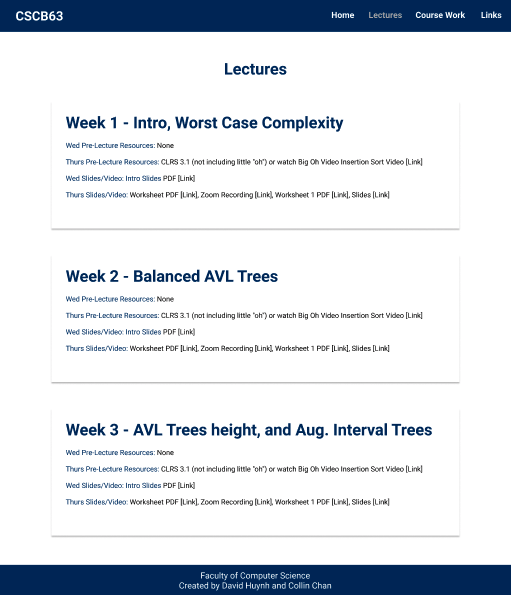 CSCB63
Home Lectures Course Work Links
Lectures
Week 1 - Intro, Worst Case Complexity
Wed Pre-Lecture Resources: None
Thurs Pre-Lecture Resources: CLRS 3.1 (not including little "oh") or watch Big Oh Video Insertion Sort Video [Link]
Wed Slides/Video: Intro Slides PDF [Link]
Thurs Slides/Video: Worksheet PDF [Link], Zoom Recording [Link], Worksheet 1 PDF [Link], Slides [Link]
Week 2 - Balanced AVL Trees
Wed Pre-Lecture Resources: None
Thurs Pre-Lecture Resources: CLRS 3.1 (not including little "oh") or watch Big Oh Video Insertion Sort Video [Link]
Wed Slides/Video: Intro Slides PDF [Link]
Thurs Slides/Video: Worksheet PDF [Link], Zoom Recording [Link], Worksheet 1 PDF [Link], Slides [Link]
Week 3 - AVL Trees height, and Aug. Interval Trees
Wed Pre-Lecture Resources: None
Thurs Pre-Lecture Resources: CLRS 3.1 (not including little "oh") or watch Big Oh Video Insertion Sort Video [Link]
Wed Slides/Video: Intro Slides PDF [Link]
Thurs Slides/Video: Worksheet PDF [Link], Zoom Recording [Link], Worksheet 1 PDF [Link], Slides [Link]
Faculty of Computer Science
Created by David Huynh and Collin Chan